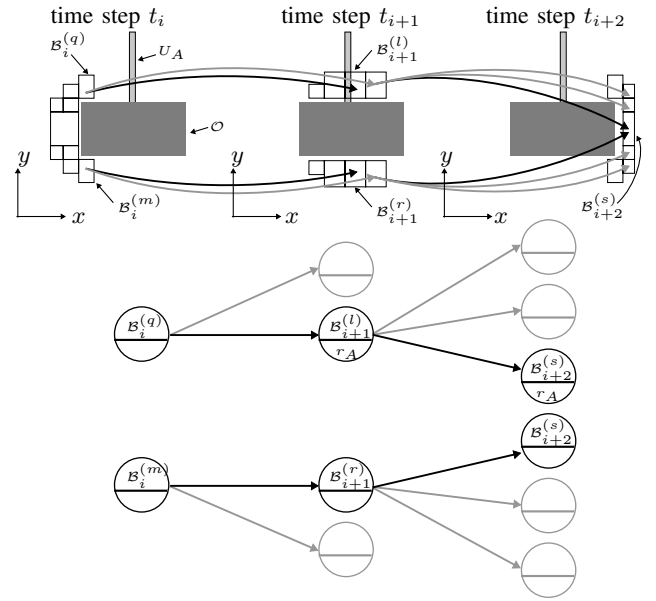 time step t_i time step t_{i+1} time step t_{i+2}
B_i^{(q)} U_A B_{i+1}^{(l)}
O
y y y
x x x
B_i^{(m)} B_{i+1}^{(r)} B_{i+2}^{(s)}
B_i^{(q)} B_{i+1}^{(l)}
r_A
B_{i+2}^{(s)}
r_A
B_{i+2}^{(s)}
B_i^{(m)} B_{i+1}^{(r)}